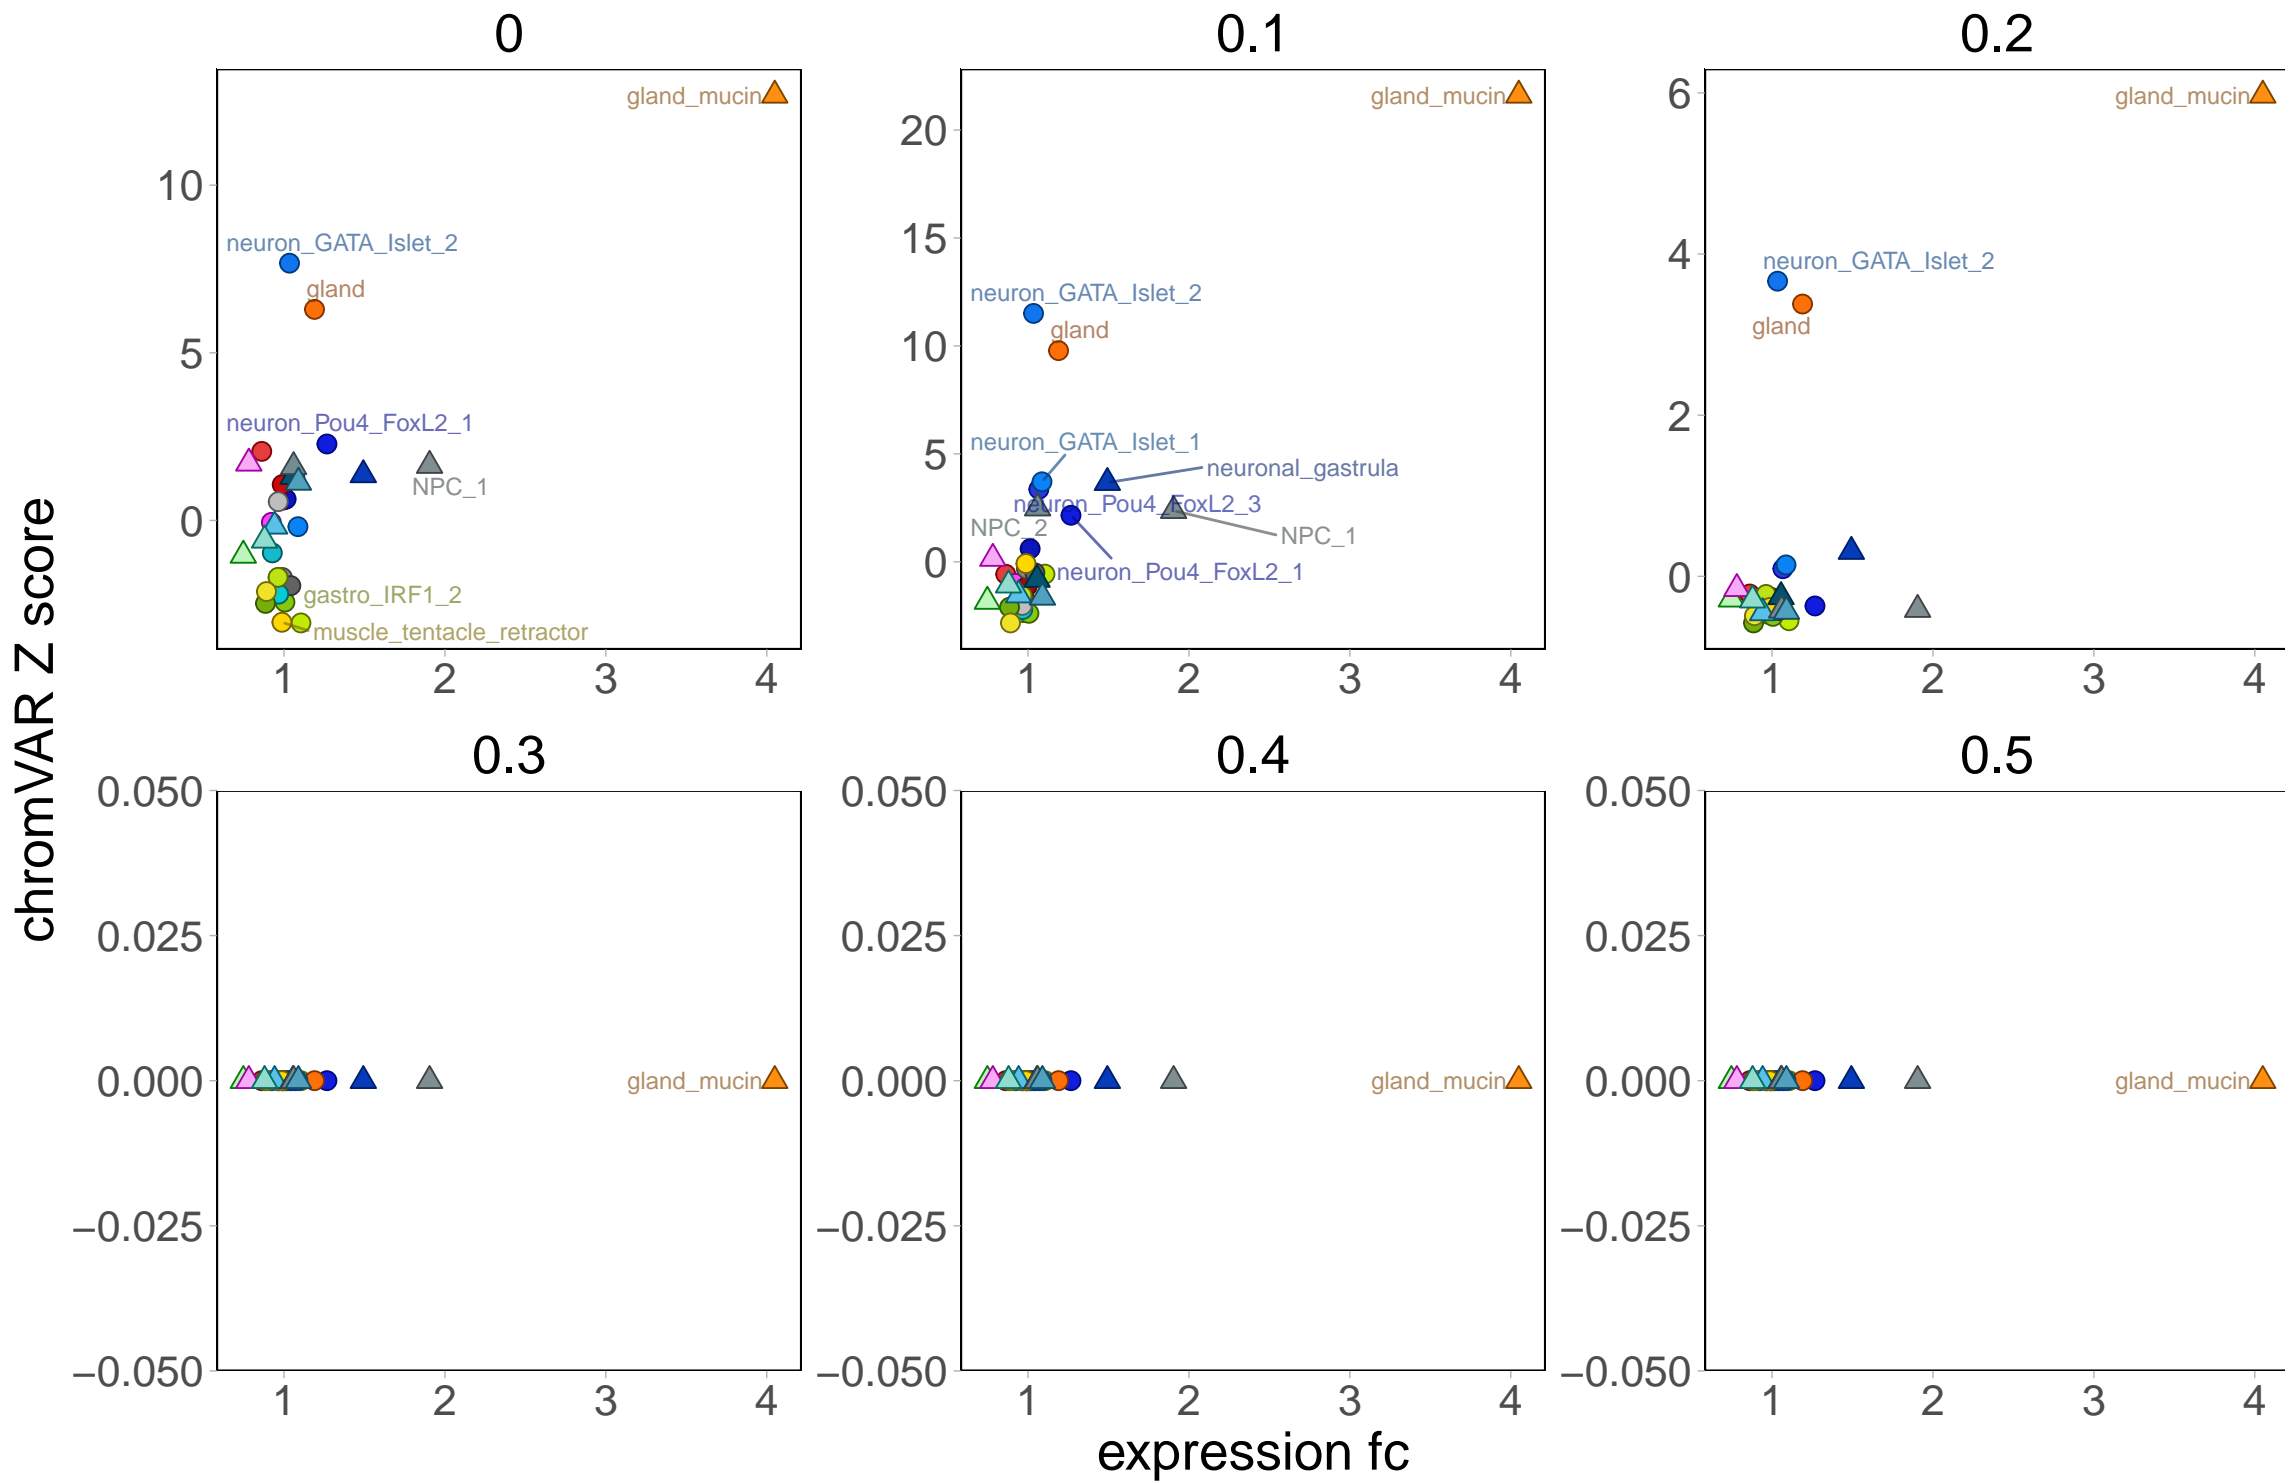 0
0.1
0.2
gland_mucin
10
neuron_GATA_Islet_2
gland
5
neuron_Pou4_FoxL2_1
NPC_1
0
gastro_IRF1_2
muscle_tentacle_retractor
1 2 3 4
gland_mucin
20
15
neuron_GATA_Islet_2
gland
10
neuron_GATA_Islet_1
5
neuronal_gastrula
neuron_Pou4_FoxL2_3
NPC_2
NPC_1
0
neuron_Pou4_FoxL2_1
1 2 3 4
6
gland_mucin
4
neuron_GATA_Islet_2
gland
2
0
1 2 3 4
chromVAR Z score
0.3
0.4
0.5
0.050
0.025
0.000
gland_mucin
−0.025
−0.050
1 2 3 4
0.050
0.025
0.000
gland_mucin
−0.025
−0.050
1 2 3 4
0.050
0.025
0.000
gland_mucin
−0.025
−0.050
1 2 3 4
expression fc